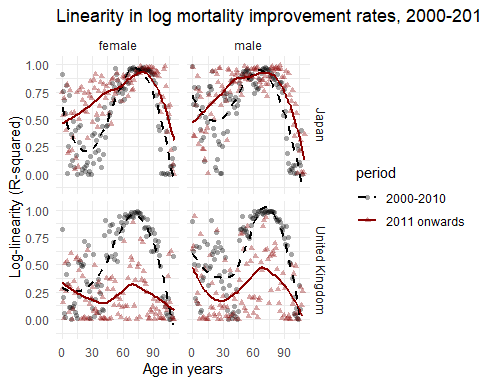 Linearity in log mortality improvement rates, 2000-201
female
male
1.00
0.75
0.50
0.25
0.00
Japan
1.00
0.75
0.50
0.25
0.00
United Kingdom
Log-linearity (R-squared)
0 30 60 90 0 30 60 90
Age in years
period
2000-2010
2011 onwards